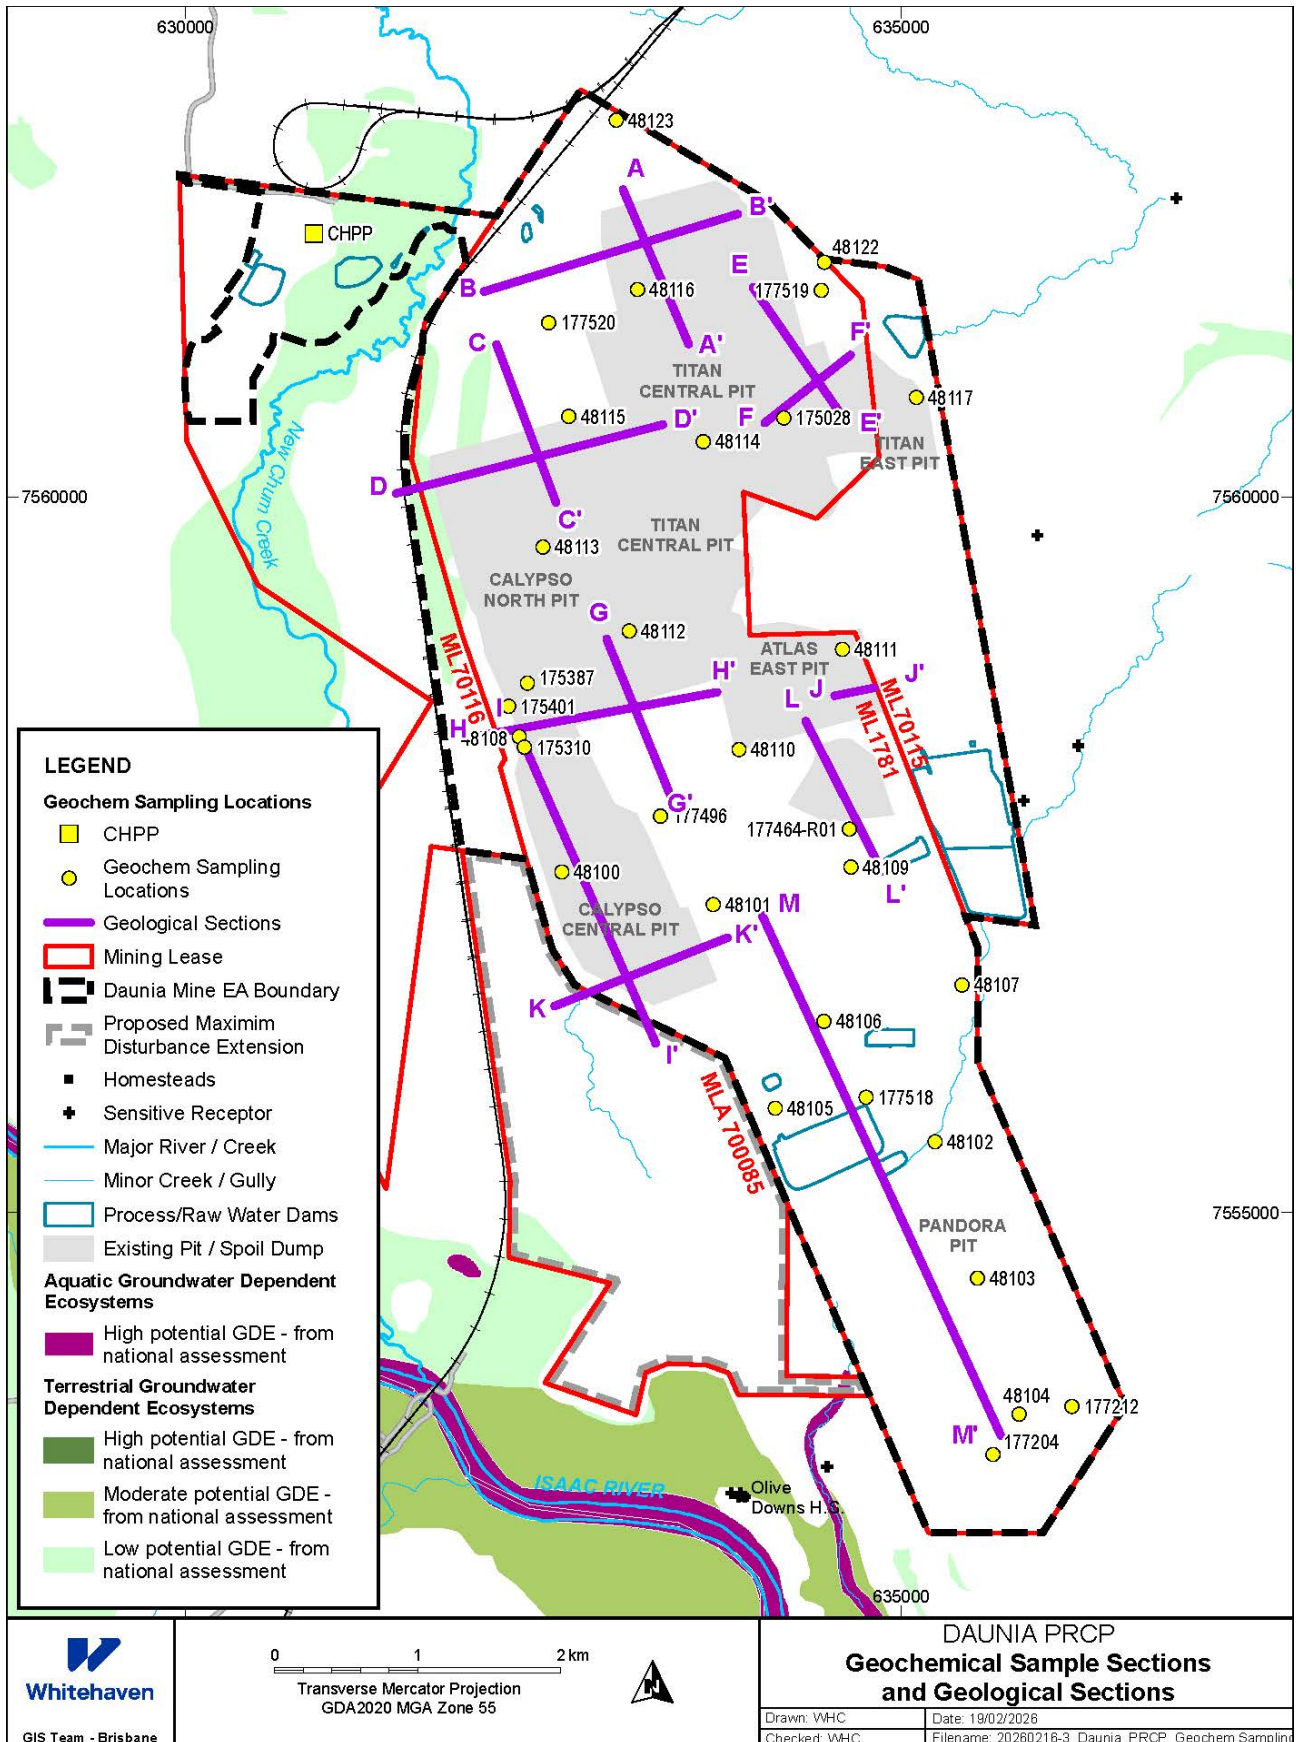 630000
635000
48123
A
B'
CHPP
48122
E
B
48116
177519
177520
C
F'
A'
TITAN
CENTRAL PIT
48117
48115
D'
F
175028
E'
48114
TITAN
EAST PIT
New Chum Creek
D
7560000
7560000
C'
TITAN
CENTRAL PIT
48113
CALYPSO
NORTH PIT
G
48112
ML70116
48111
ATLAS
EAST PIT
175387
H'
J
J'
I
175401
L
ML70115
ML1781
H
48108
175310
48110
G'
177496
177464-R01
48109
48100
L'
48101
M
CALYPSO
CENTRAL PIT
K'
48107
K
48106
I'
MLA 700085
177518
48105
48102
7555000
PANDORA
PIT
48103
48104
177212
M'
177204
ISAAC RIVER
Olive
Downs H.S.
635000
LEGEND
Geochem Sampling Locations
CHPP
Geochem Sampling
Locations
Geological Sections
Mining Lease
Daunia Mine EA Boundary
Proposed Maximim
Disturbance Extension
Homesteads
Sensitive Receptor
Major River / Creek
Minor Creek / Gully
Process/Raw Water Dams
Existing Pit / Spoil Dump
Aquatic Groundwater Dependent
Ecosystems
High potential GDE - from
national assessment
Terrestrial Groundwater
Dependent Ecosystems
High potential GDE - from
national assessment
Moderate potential GDE -
from national assessment
Low potential GDE - from
national assessment
Whitehaven
GIS Team - Brisbane
0 1 2 km
Transverse Mercator Projection
GDA2020 MGA Zone 55
N
DAUNIA PRCP
Geochemical Sample Sections
and Geological Sections
Drawn: WHC
Date: 19/02/2026
Checked: WHC
Filename: 20260216-3_Daunia_PRCP_Geochem Sampling